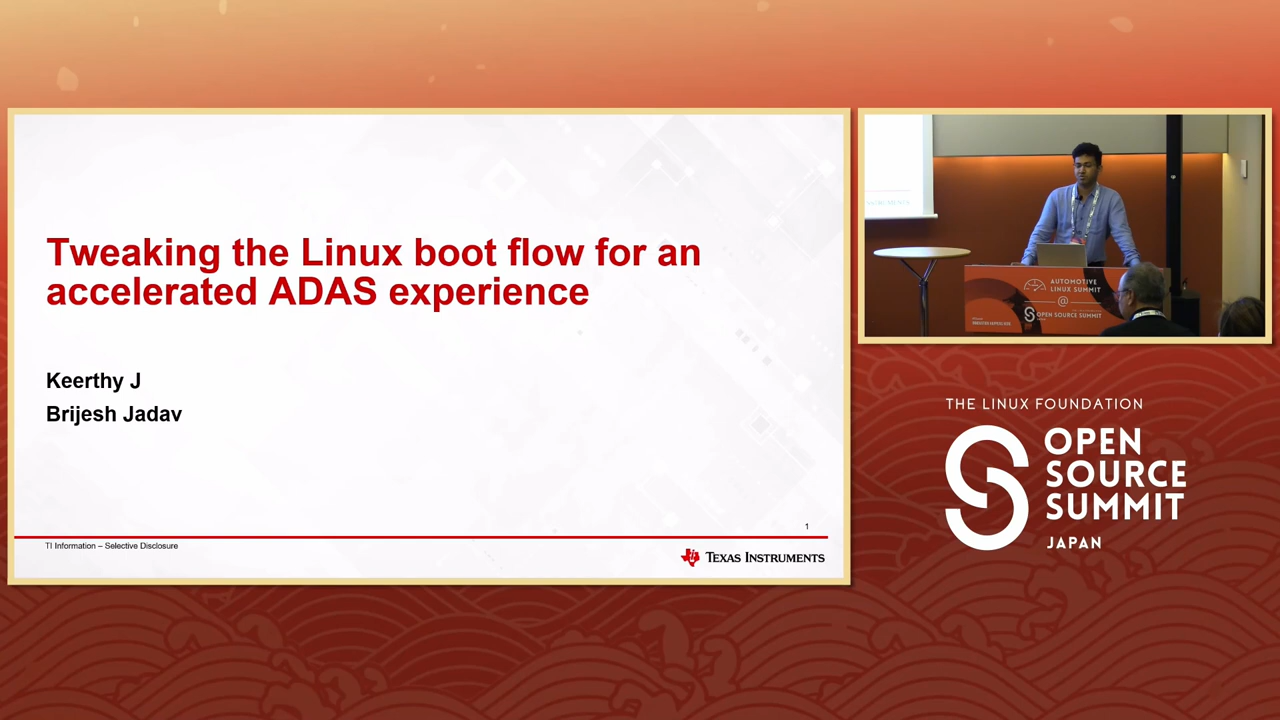 Tweaking the Linux boot flow for an
accelerated ADAS experience
Keerthy J
Brijesh Jadav
1
TI Information – Selective Disclosure
TEXAS INSTRUMENTS
AUTOMOTIVE
LINUX SUMMIT
@
OPEN SOURCE SUMMIT
THE LINUX FOUNDATION
OPEN
SOURCE
SUMMIT
JAPAN